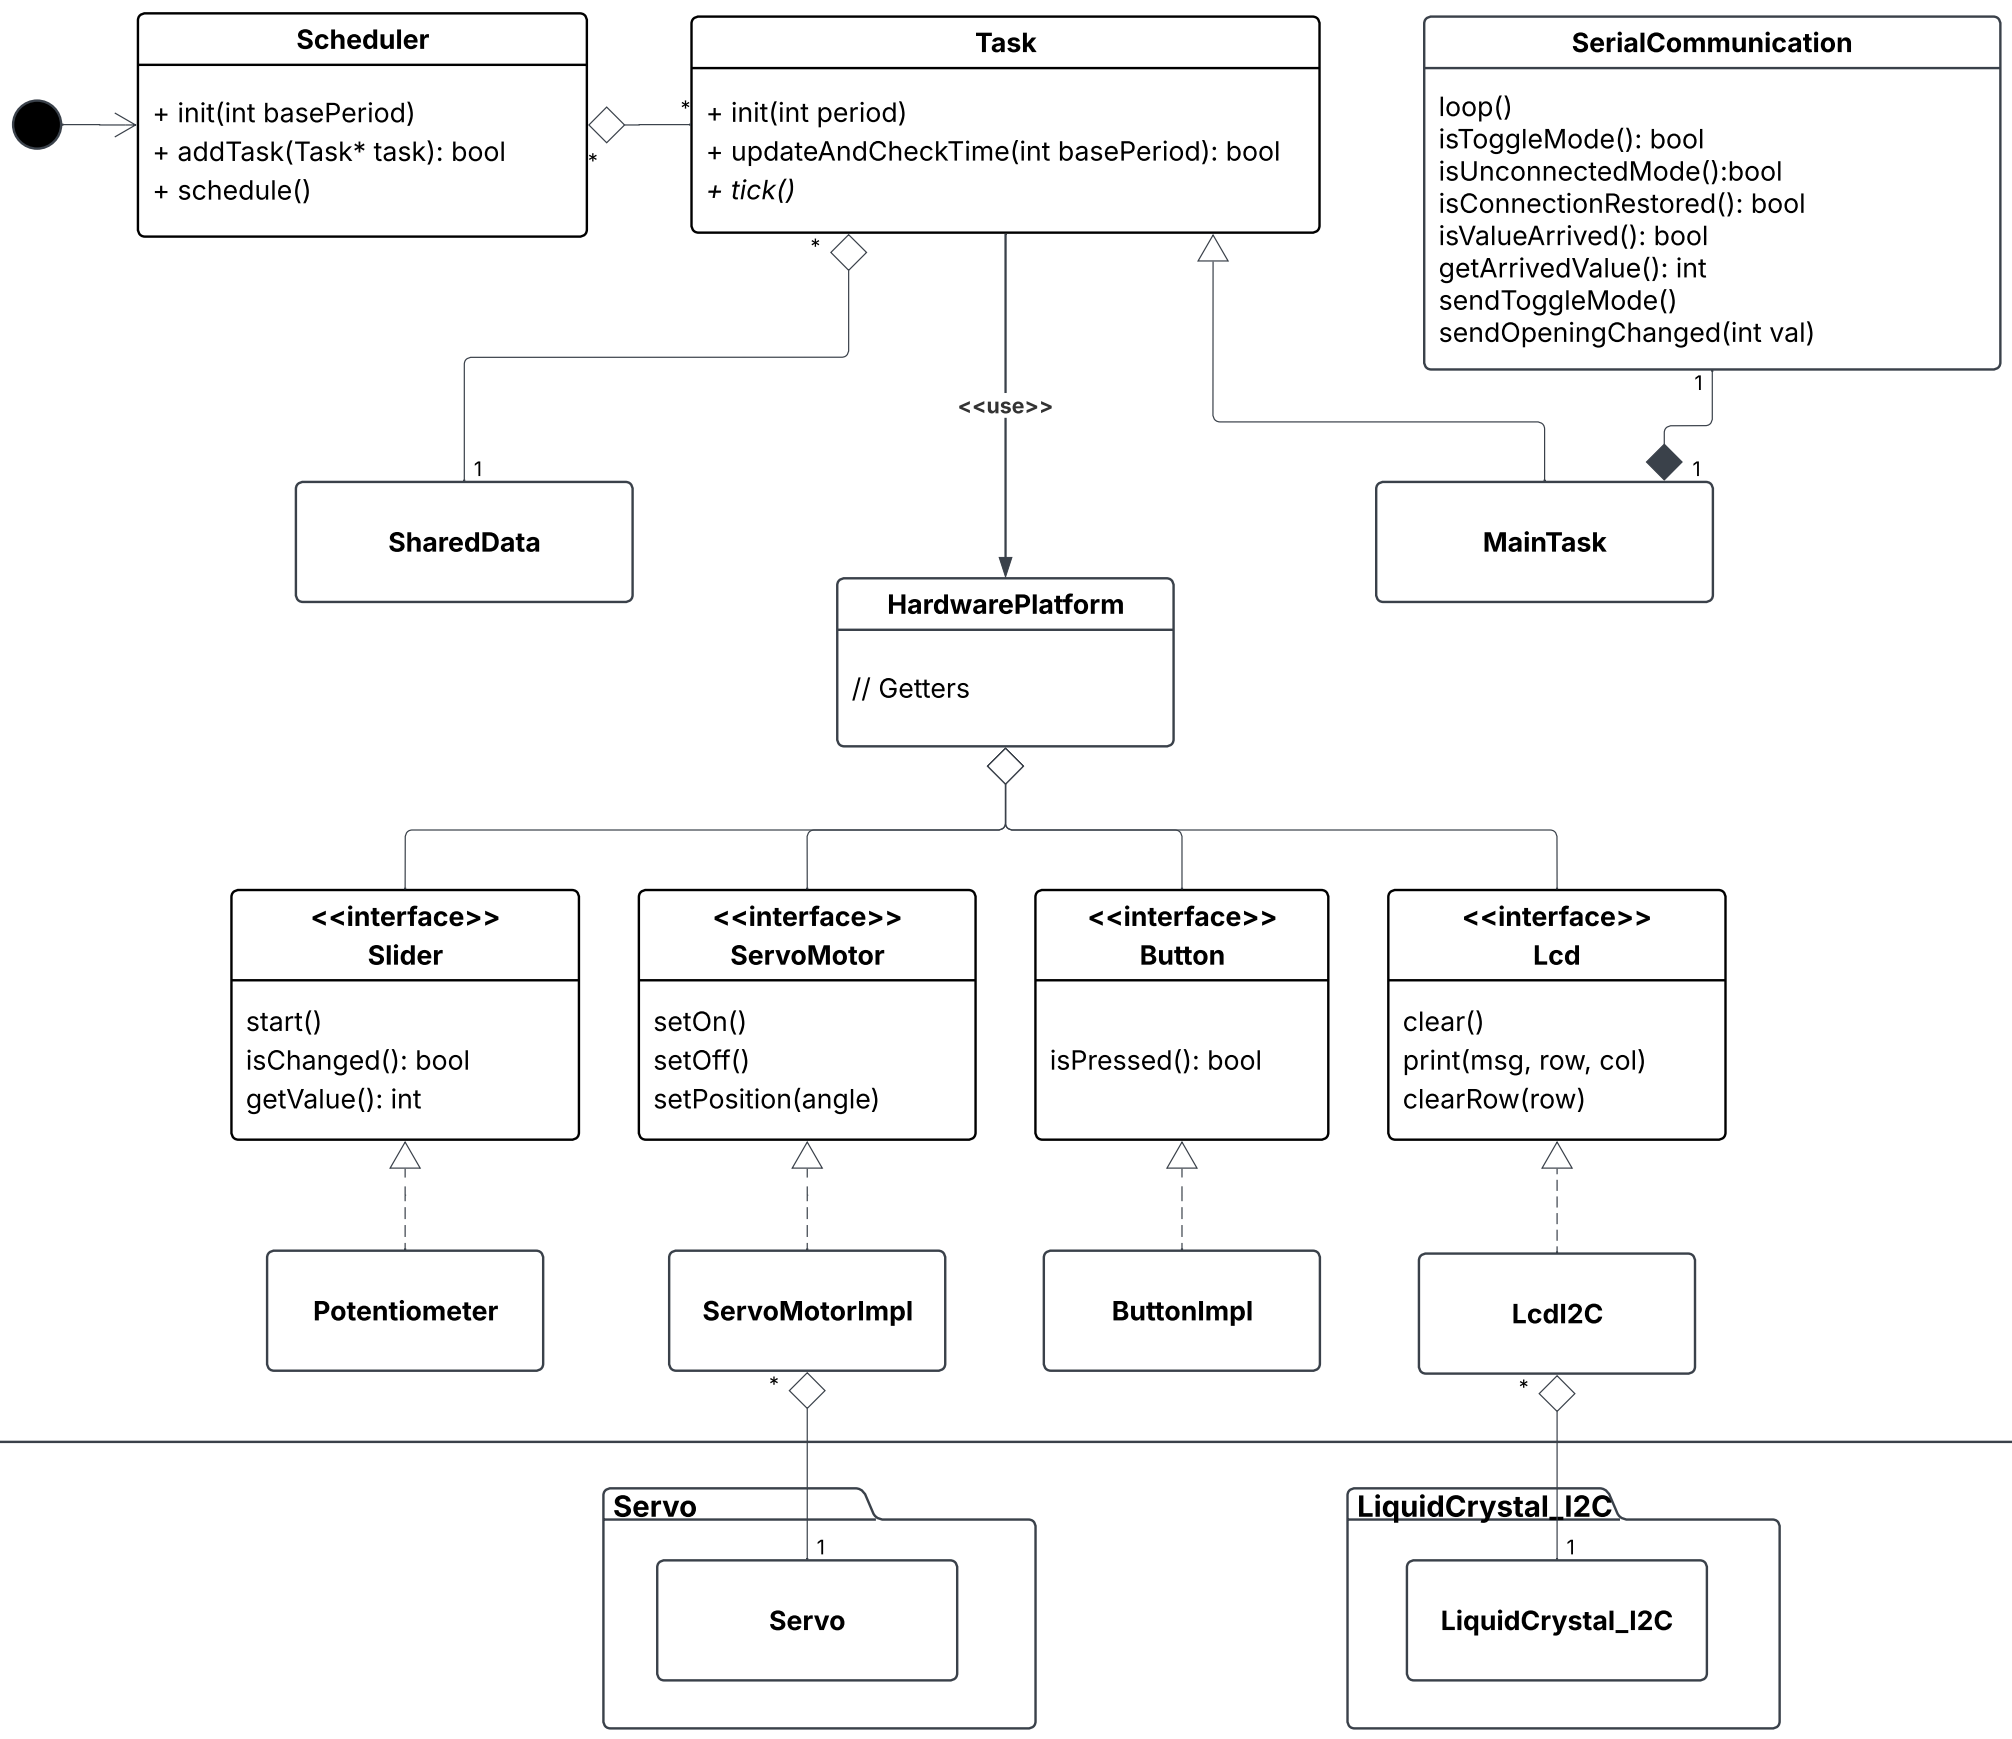 Scheduler
+ init(int basePeriod)
+ addTask(Task* task): bool
+ schedule()
*
*
Task
+ init(int period)
+ updateAndCheckTime(int basePeriod): bool
+ tick()
SerialCommunication
loop()
isToggleMode(): bool
isUnconnectedMode():bool
isConnectionRestored(): bool
isValueArrived(): bool
getArrivedValue(): int
sendToggleMode()
sendOpeningChanged(int val)
*
1
<<use>>
1
1
SharedData
MainTask
HardwarePlatform
// Getters
<<interface>>
Slider
start()
isChanged(): bool
getValue(): int
<<interface>>
ServoMotor
setOn()
setOff()
setPosition(angle)
<<interface>>
Button
isPressed(): bool
<<interface>>
Lcd
clear()
print(msg, row, col)
clearRow(row)
Potentiometer
ServoMotorImpl
ButtonImpl
LcdI2C
*
*
Servo
1
Servo
LiquidCrystal_I2C
1
LiquidCrystal_I2C